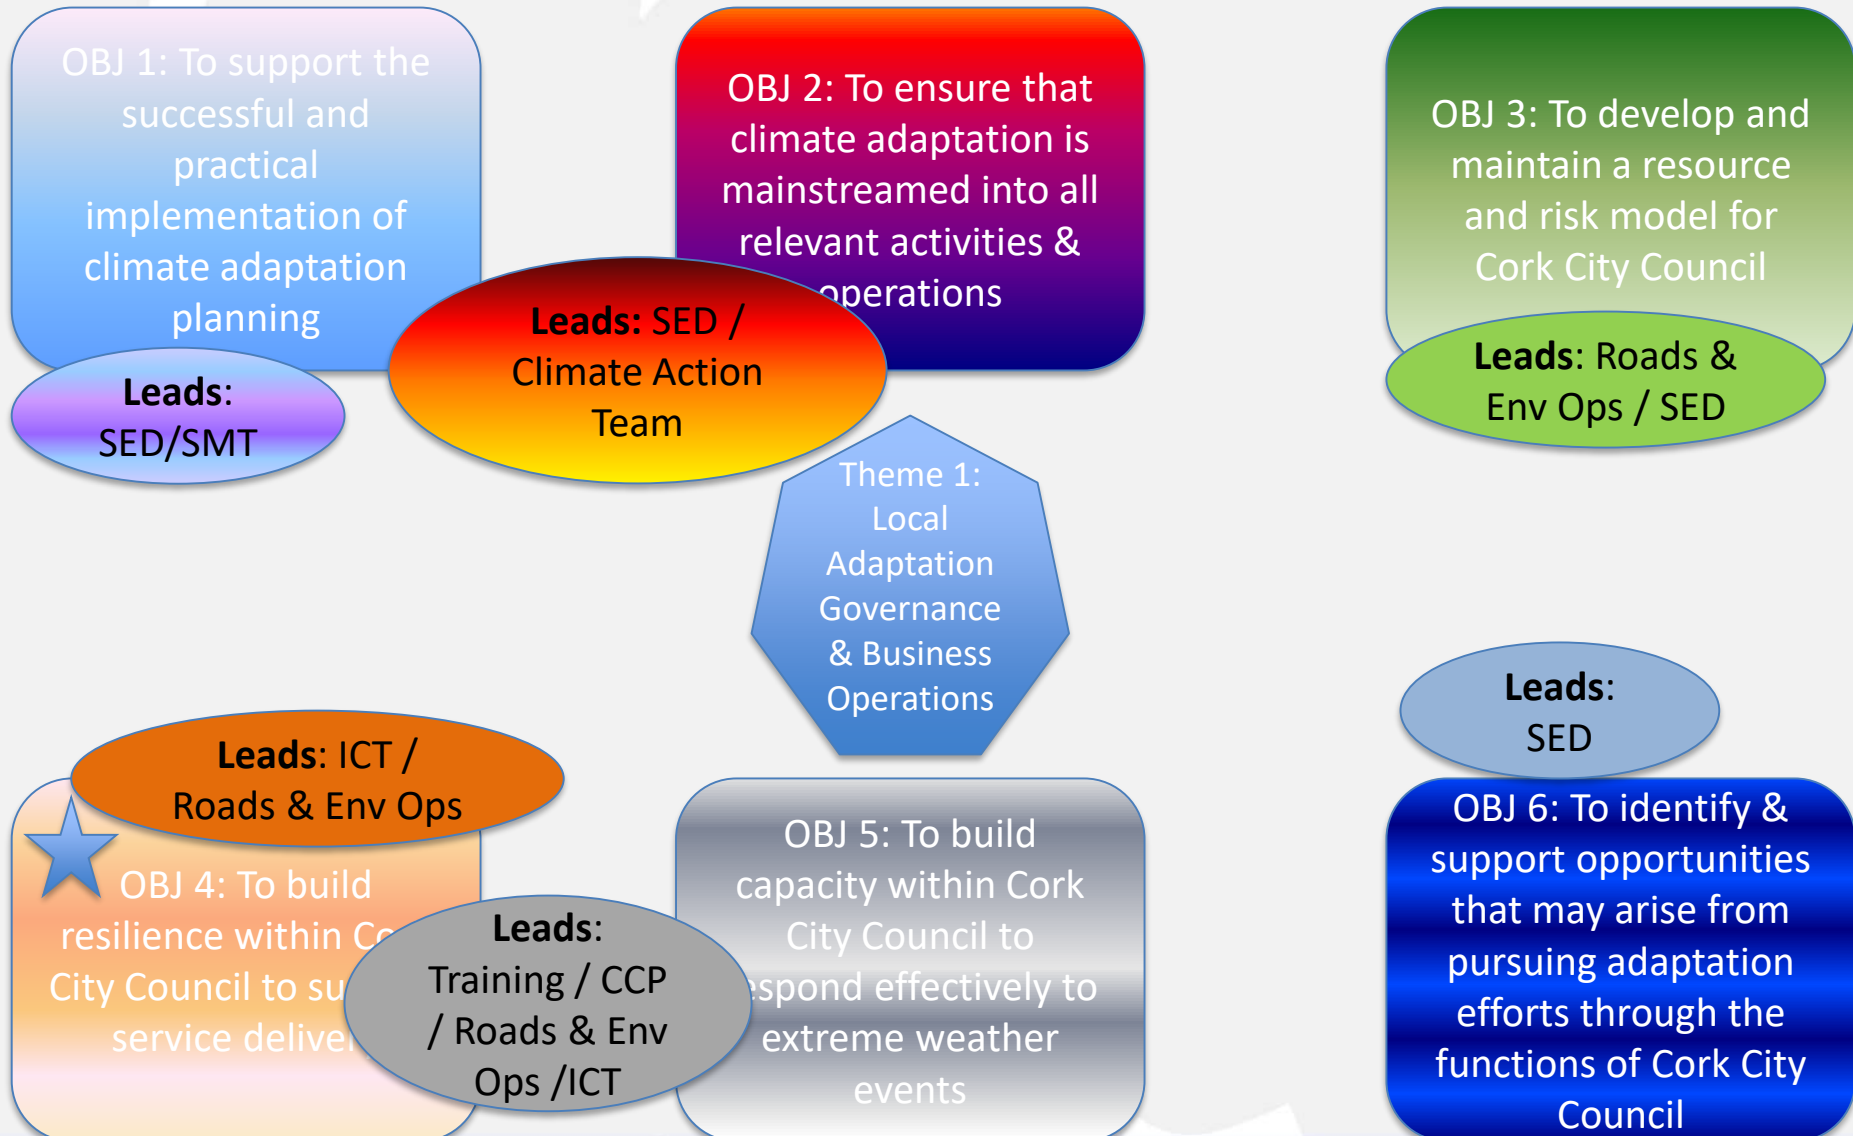 OBJ 1: To support the
successful and
practical
implementation of
climate adaptation
planning
Leads:
SED/SMT
OBJ 2: To ensure that
climate adaptation is
mainstreamed into all
relevant activities &
operations
Leads: SED /
Climate Action
Team
OBJ 3: To develop and
maintain a resource
and risk model for
Cork City Council
Leads: Roads &
Env Ops / SED
Theme 1:
Local
Adaptation
Governance
& Business
Operations
Leads: ICT /
Roads & Env Ops
OBJ 4: To build
resilience within
City Council to
service
Leads:
Training / CCP
/ Roads & Env
Ops /ICT
OBJ 5: To build
capacity within Cork
City Council to
respond effectively to
extreme weather
events
Leads:
SED
OBJ 6: To identify &
support opportunities
that may arise from
pursuing adaptation
efforts through the
functions of Cork City
Council